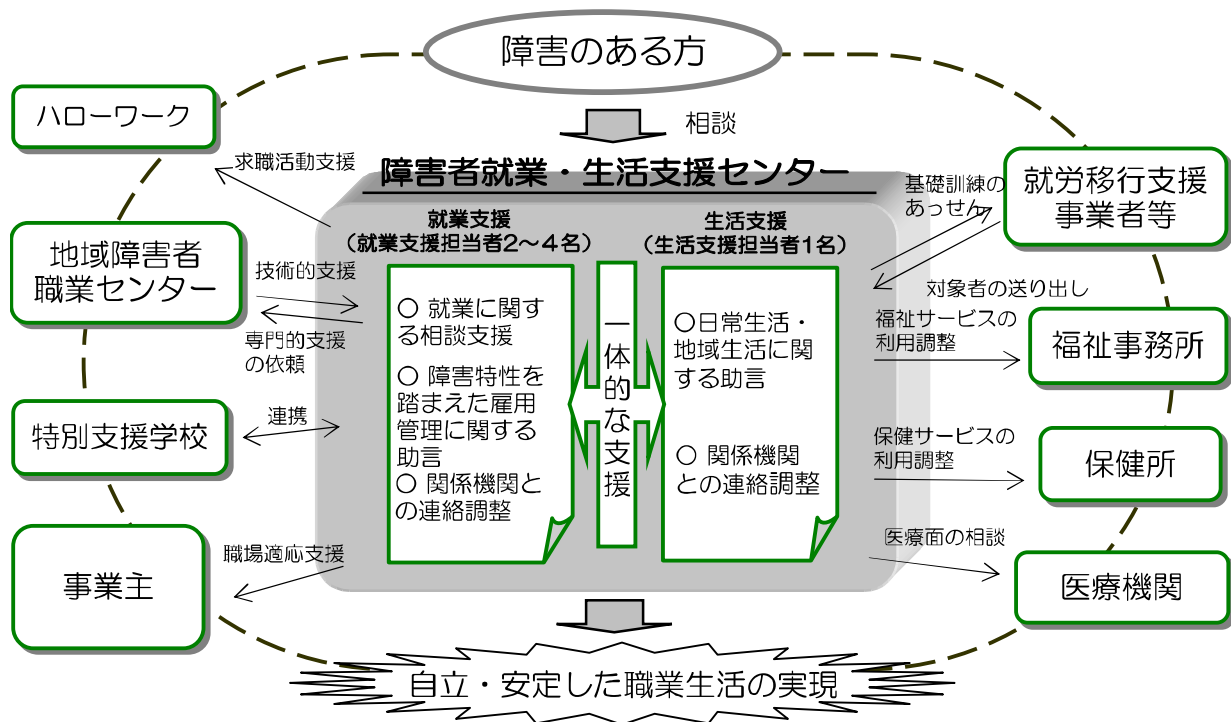 障害のある方
相談
障害者就業・生活支援センター
ハローワーク
求職活動支援
地域障害者
職業センター
技術的支援
専門的支援
の依頼
特別支援学校
連携
事業主
職場適応支援
就業支援
（就業支援担当者2～4名）
○ 就業に関す
る相談支援
○ 障害特性を
踏まえた雇用
管理に関する
助言
○ 関係機関と
の連絡調整
一体的な支援
生活支援
（生活支援担当者1名）
○日常生活・
地域生活に関
する助言
○ 関係機関
との連絡調整
基礎訓練の
あっせん
就労移行支援
事業者等
対象者の送り出し
福祉サービスの
利用調整
福祉事務所
保健サービスの
利用調整
保健所
医療面の相談
医療機関
自立・安定した職業生活の実現